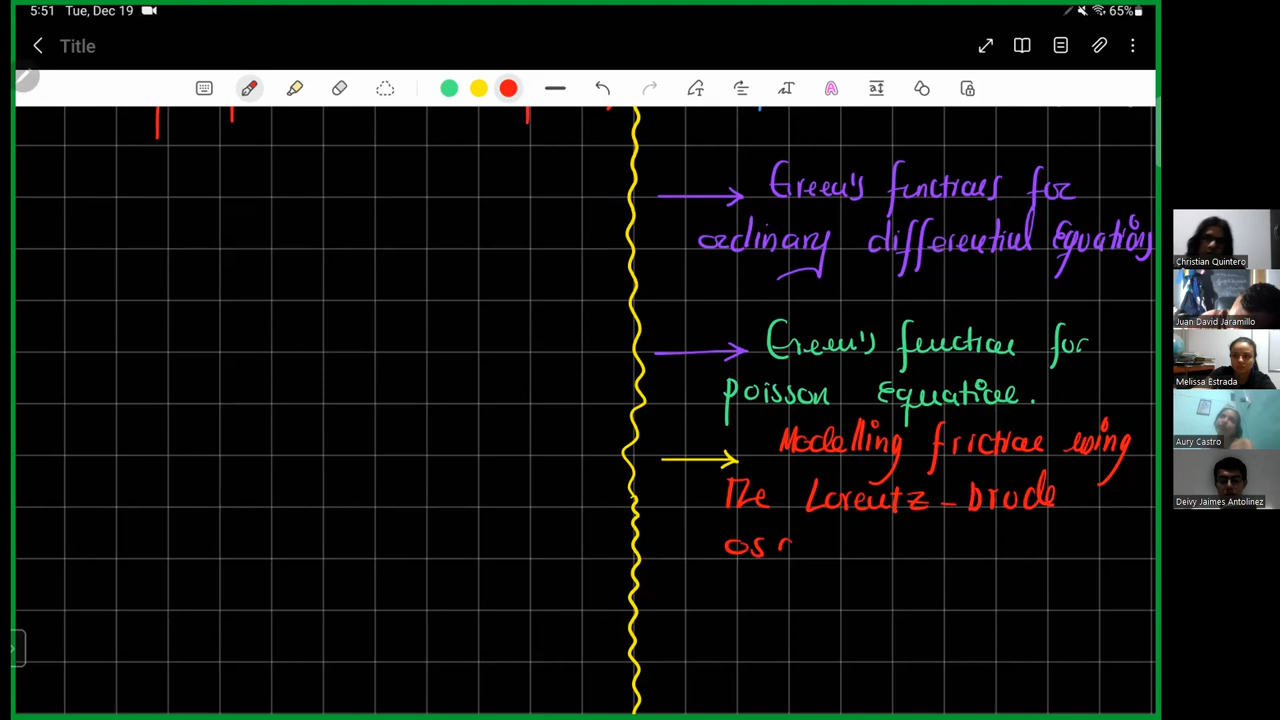 5:51 Tue, Dec 19
65%
Title
Green's functions for
ordinary differential Equations
Green's function for
Poisson Equation.
Modelling friction using
The Lorentz-Drude
os
Christian Quintero
Juan David Jaramillo
Melissa Estrada
Aury Castro
Deivy Jaimes Antolinez